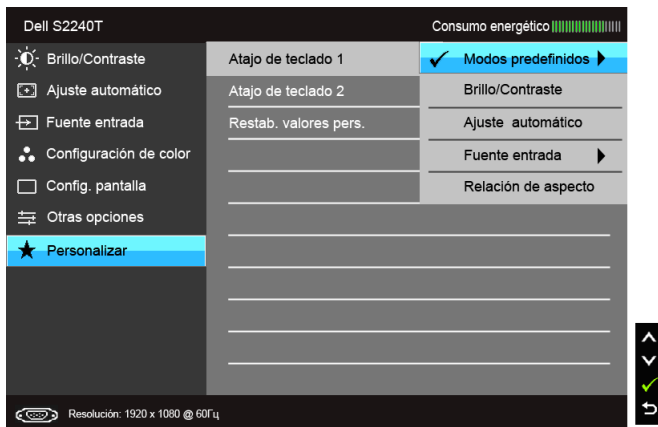 Dell S2240T
Consumo energético
Brillo/Contraste
Ajuste automático
Fuente entrada
Configuración de color
Config. pantalla
Otras opciones
Personalizar
Atajo de teclado 1
Atajo de teclado 2
Restab. valores pers.
Modos predefinidos
Brillo/Contraste
Ajuste automático
Fuente entrada
Relación de aspecto
Resolución: 1920 x 1080 @ 60Гц